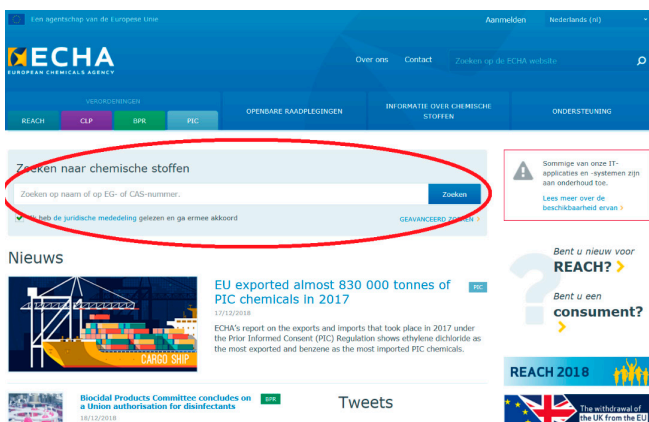 Een agentschap van de Europese Unie
Aanmelden
Nederlands (nl)
ECHA
EUROPEAN CHEMICALS AGENCY
Over ons
Contact
Zoeken op de ECHA website
VERORDENINGEN
REACH
CLP
BPR
PIC
OPENBARE RAADPLEGINGEN
INFORMATIE OVER CHEMISCHE
STOFFEN
ONDERSTEUNING
Zoeken naar chemische stoffen
Zoeken op naam of op EG- of CAS-nummer.
Zoeken
Ik heb de juridische mededeling gelezen en ga ermee akkoord
GEAVANCEERD ZOEKEN >
Sommige van onze IT-
applicaties en -systemen zijn
aan onderhoud toe.
Lees meer over de
beschikbaarheid ervan >
Nieuws
CARGO SHIP
EU exported almost 830 000 tonnes of
PIC chemicals in 2017
PIC
17/12/2018
ECHA's report on the exports and imports that took place in 2017 under
the Prior Informed Consent (PIC) Regulation shows ethylene dichloride as
the most exported and benzene as the most imported PIC chemicals.
Bent u nieuw voor
REACH? >
Bent u een
consument?
>
REACH 2018
Biocidal Products Committee concludes on
a Union authorisation for disinfectants
BPR
18/12/2018
Tweets
The withdrawal of
the UK from the EU